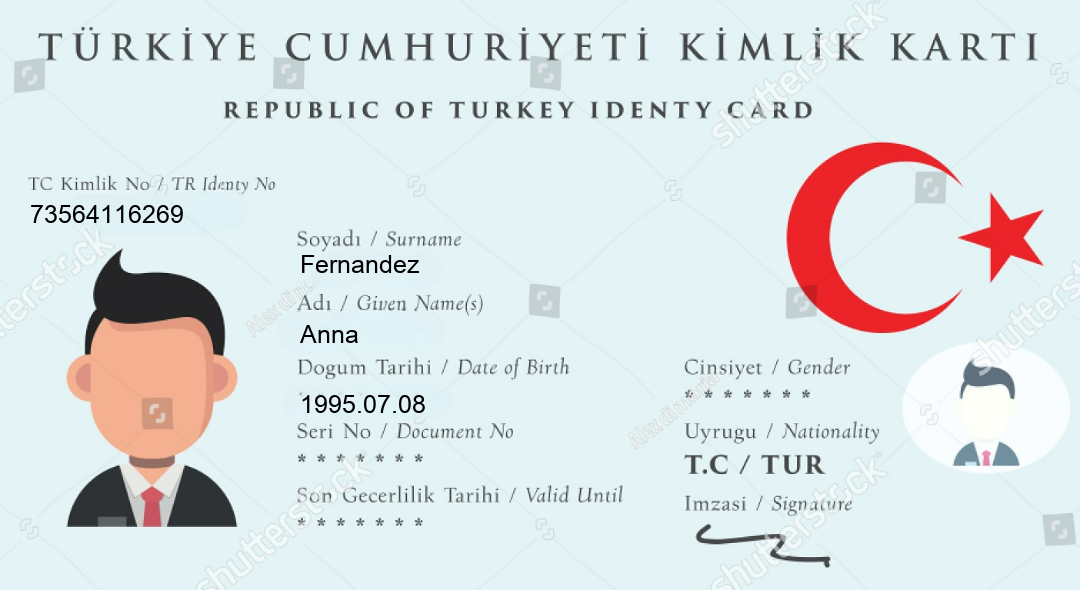 TÜRKİYE CUMHURİYETİ KİMLİK KARTI
REPUBLIC OF TURKEY IDENTY CARD
TC Kimlik No / TR Identy No
73564116269
Soyadı / Surname
Fernandez
Adı / Given Name(s)
Anna
Dogum Tarihi / Date of Birth
1995.07.08
Seri No / Document No
* * * * * * *
Son Gecerlilik Tarihi / Valid Until
* * * * * * *
Cinsiyet / Gender
* * * * * * *
Uyrugu / Nationality
T.C / TUR
Imzasi / Signature
shutterstock
shutterstock
shutterstock
shutterstock
shutterstock
shutterstock